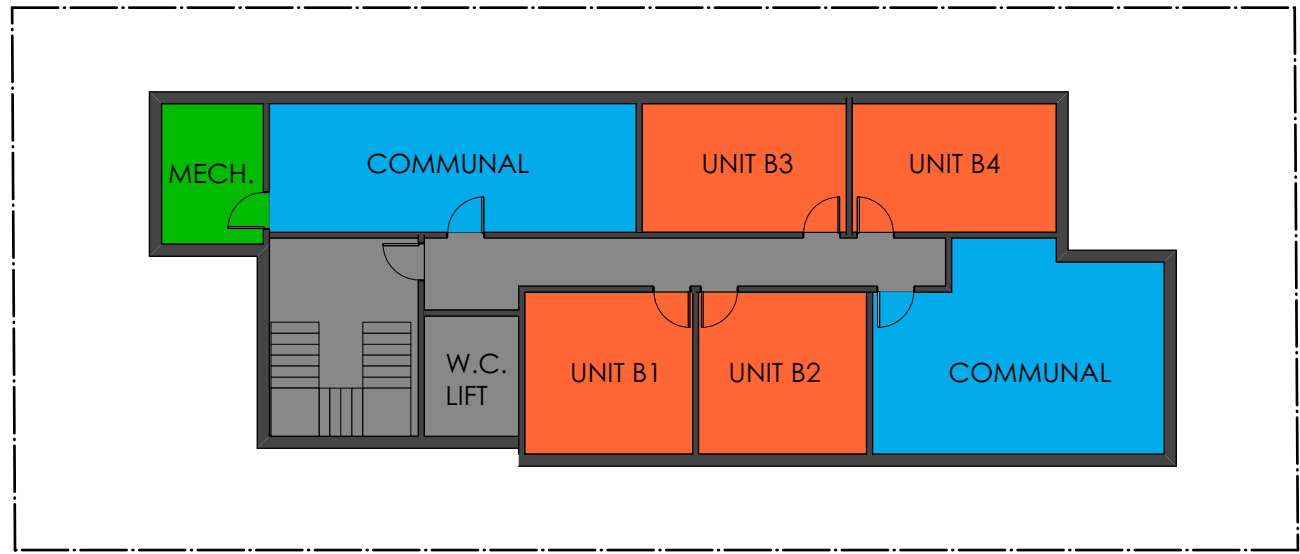 MECH.
COMMUNAL
UNIT B3
UNIT B4
W.C.
LIFT
UNIT B1
UNIT B2
COMMUNAL